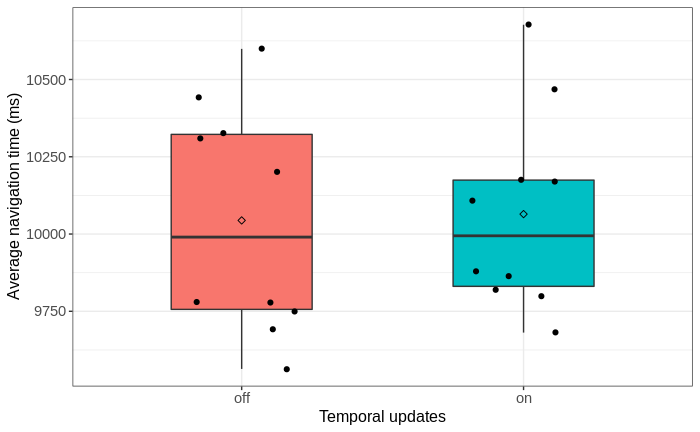 Average navigation time (ms)
10500
10250
10000
9750
off
on
Temporal updates